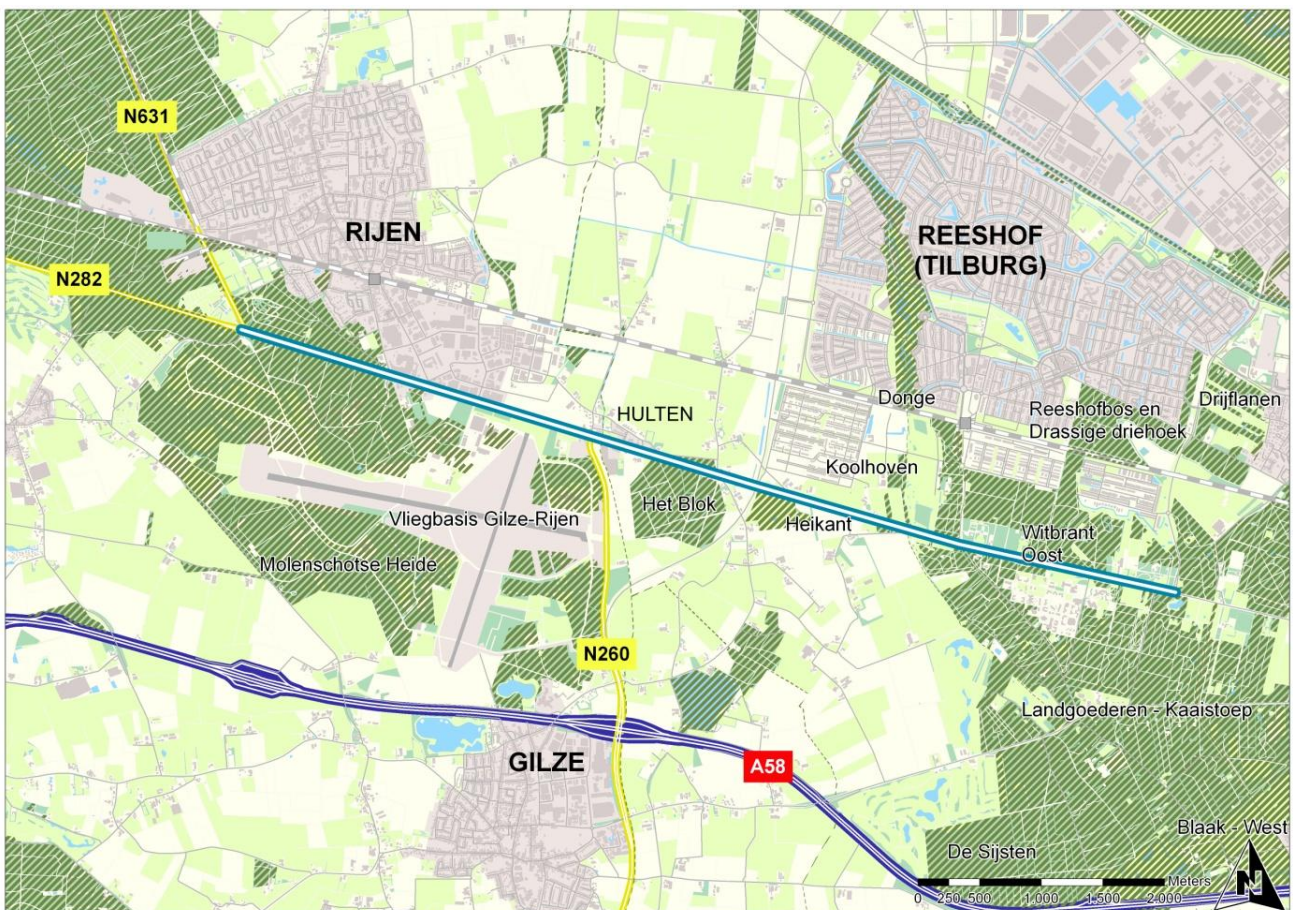 N631
RIJEN
REESHOF
(TILBURG)
N282
HULTEN
Donge
Reeshofbos en
Drassige driehoek
Drijflanen
Koolhoven
Vliegbasis Gilze-Rijen
Het Blok
Heikant
Witbrant
Oost
Molenschotse Heide
N260
Landgoederen - Kaaistoep
GILZE
A58
Blaak - West
De Sijsten
Meters
0 250 500 1.000 1.500 2.000
N